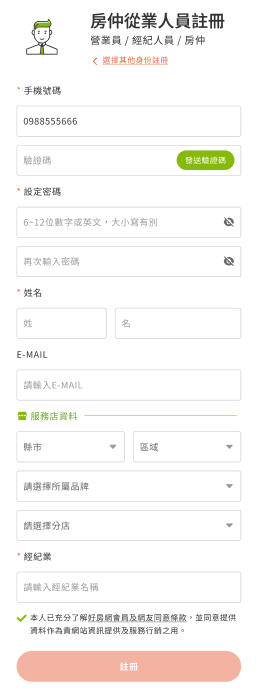 房仲從業人員註冊
營業員 / 經紀人員 / 房仲
選擇其他身份註冊
* 手機號碼
0988555666
驗證碼
發送驗證碼
* 設定密碼
6~12位數字或英文，大小寫有別
再次輸入密碼
* 姓名
姓 名
E-MAIL
請輸入E-MAIL
服務店資料
縣市 區域
請選擇所屬品牌
請選擇分店
* 經紀業
請輸入經紀業名稱
本人已充分了解好房網會員及網友同意條款，並同意提供
資料作為貴網站資訊提供及服務行銷之用。
註冊